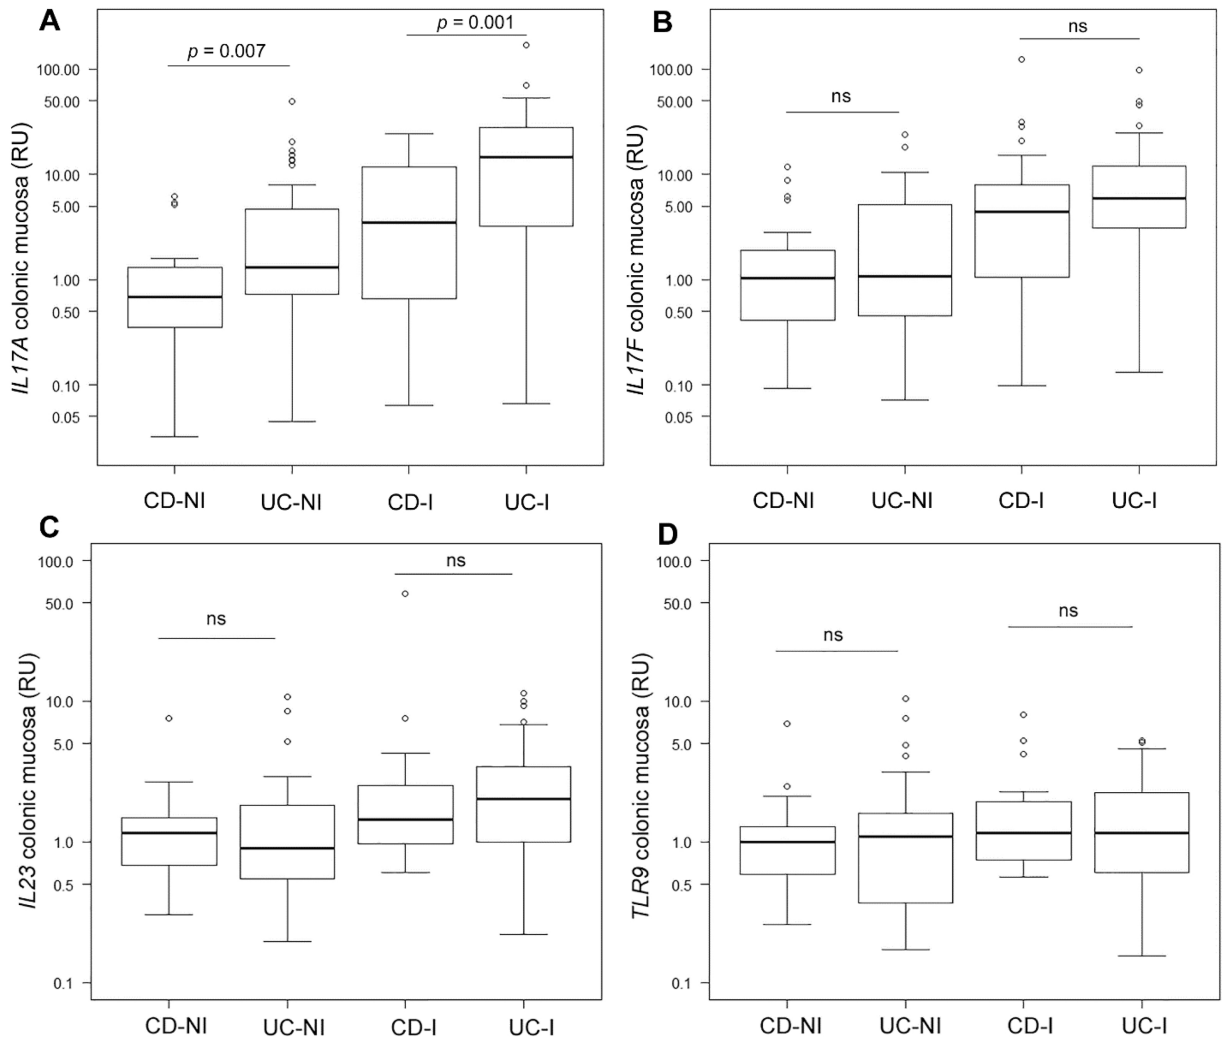 A
p = 0.007
p = 0.001
IL17A colonic mucosa (RU)
100.00
50.00
10.00
5.00
1.00
0.50
0.10
0.05
CD-NI
UC-NI
CD-I
UC-I
B
ns
ns
IL17F colonic mucosa (RU)
100.00
50.00
10.00
5.00
1.00
0.50
0.10
0.05
CD-NI
UC-NI
CD-I
UC-I
C
ns
ns
IL23 colonic mucosa (RU)
100.0
50.0
10.0
5.0
1.0
0.5
0.1
CD-NI
UC-NI
CD-I
UC-I
D
ns
ns
TLR9 colonic mucosa (RU)
100.0
50.0
10.0
5.0
1.0
0.5
0.1
CD-NI
UC-NI
CD-I
UC-I